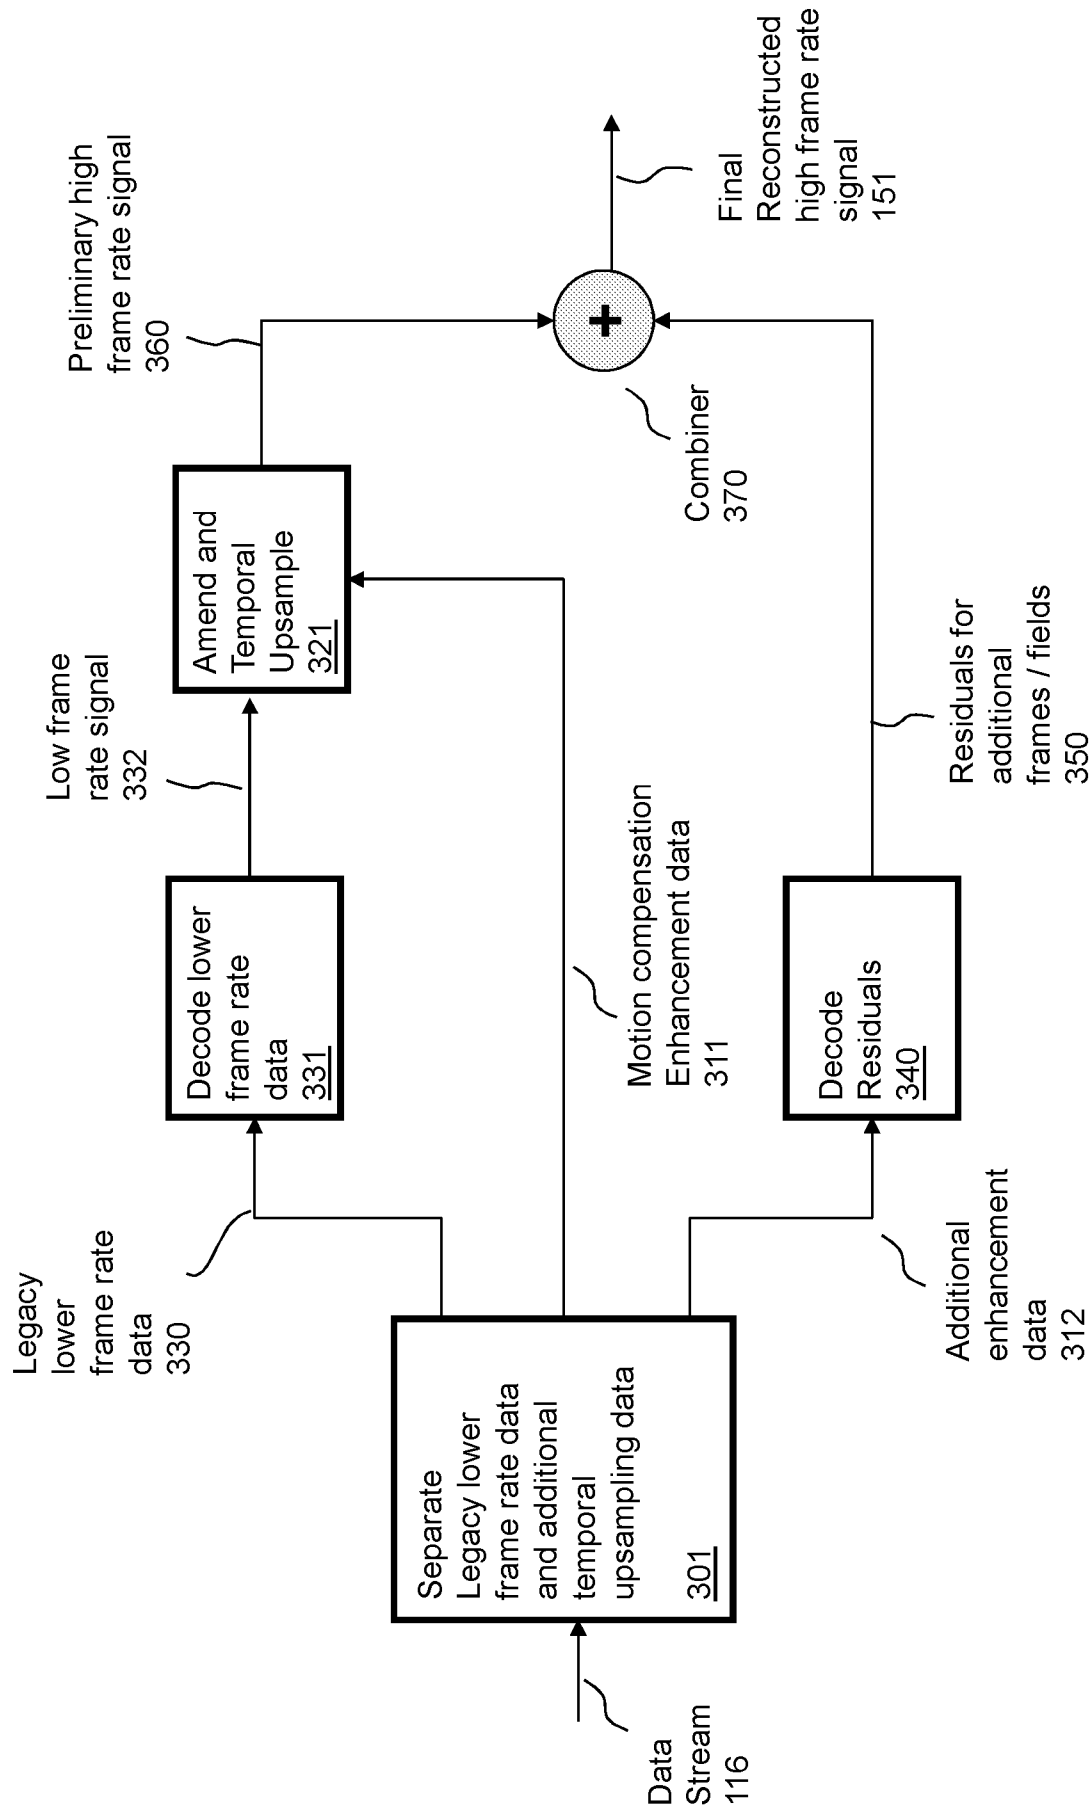 Data
Stream
116
Separate
Legacy lower
frame rate data
and additional
temporal
upsampling data
301
Legacy
lower
frame rate
data
330
Decode lower
frame rate
data
331
Low frame
rate signal
332
Amend and
Temporal
Upsample
321
Preliminary high
frame rate signal
360
Motion compensation
Enhancement data
311
Additional
enhancement
data
312
Decode
Residuals
340
Residuals for
additional
frames / fields
350
+
Combiner
370
Final
Reconstructed
high frame rate
signal
151